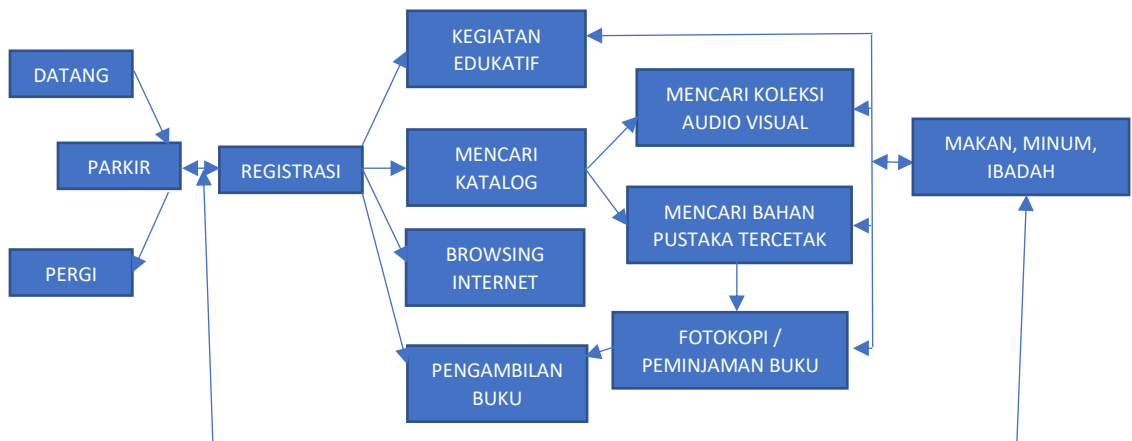 DATANG
PARKIR
PERGI
REGISTRASI
KEGIATAN
EDUKATIF
MENCARI
KATALOG
BROWSING
INTERNET
PENGAMBILAN
BUKU
MENCARI KOLEKSI
AUDIO VISUAL
MENCARI BAHAN
PUSTAKA TERCETAK
FOTOKOPI /
PEMINJAMAN BUKU
MAKAN, MINUM,
IBADAH